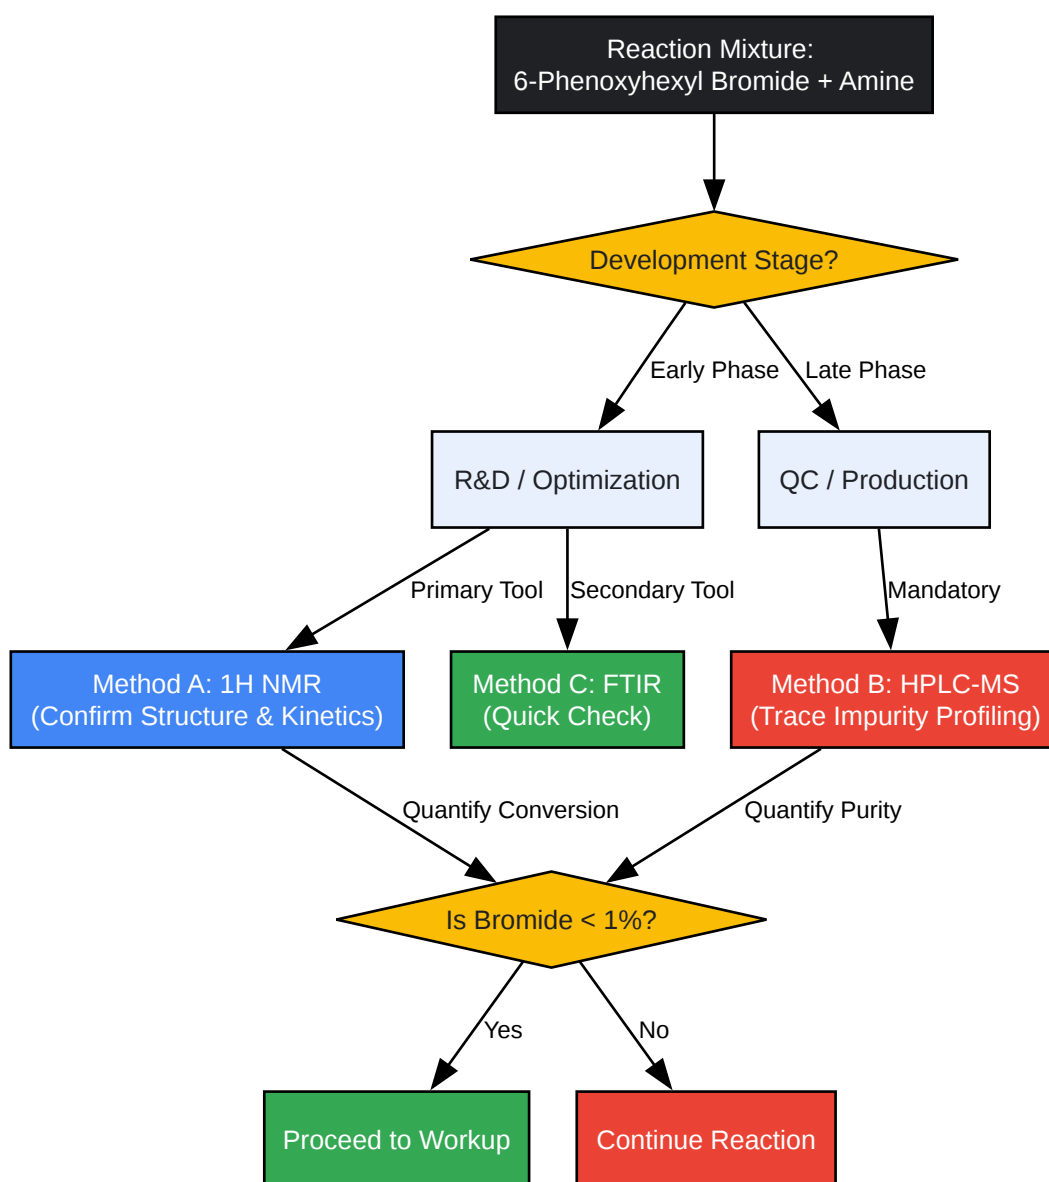 Reaction Mixture:
6-Phenoxyhexyl Bromide + Amine
Development Stage?
Early Phase
Late Phase
R&D / Optimization
QC / Production
Primary Tool
Secondary Tool
Mandatory
Method A: 1H NMR
(Confirm Structure & Kinetics)
Method C: FTIR
(Quick Check)
Method B: HPLC-MS
(Trace Impurity Profiling)
Quantify Conversion
Quantify Purity
Is Bromide < 1%?
Yes
No
Proceed to Workup
Continue Reaction